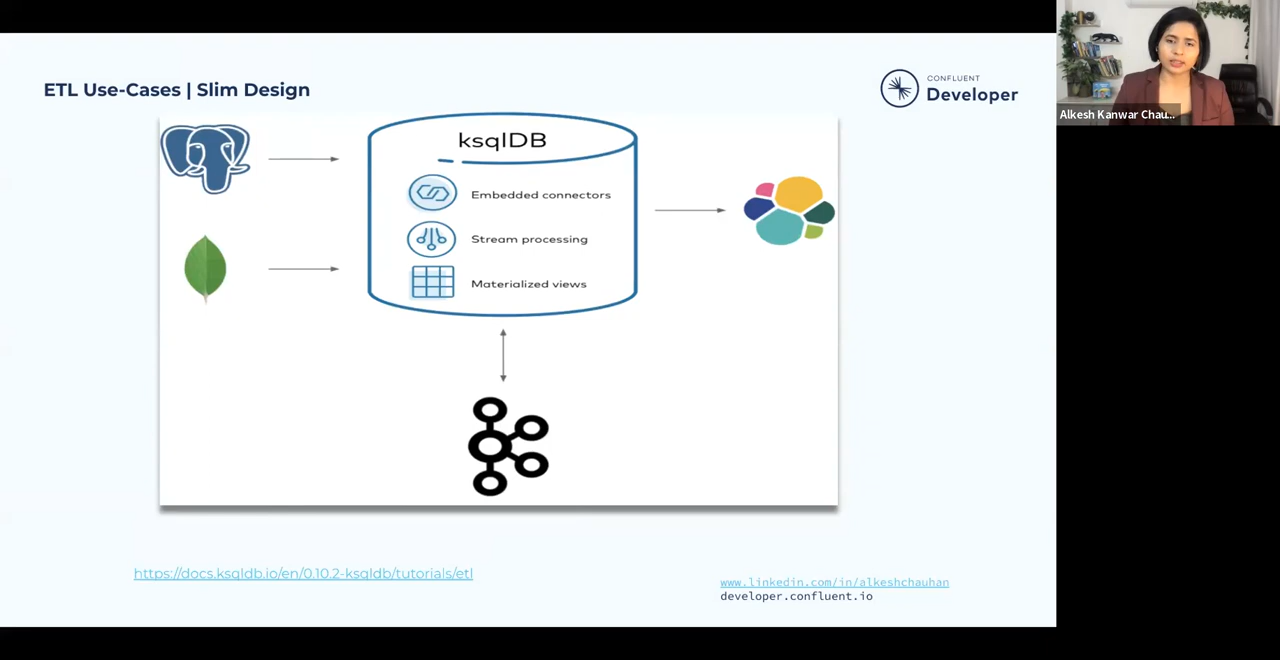 ETL Use-Cases | Slim Design
CONFLUENT
Developer
ksqlDB
Embedded connectors
Stream processing
Materialized views
https://docs.ksqldb.io/en/0.10.2-ksqldb/tutorials/etl
www.linkedin.com/in/alkeshchauhan
developer.confluent.io
Alkesh Kanwar Chau...